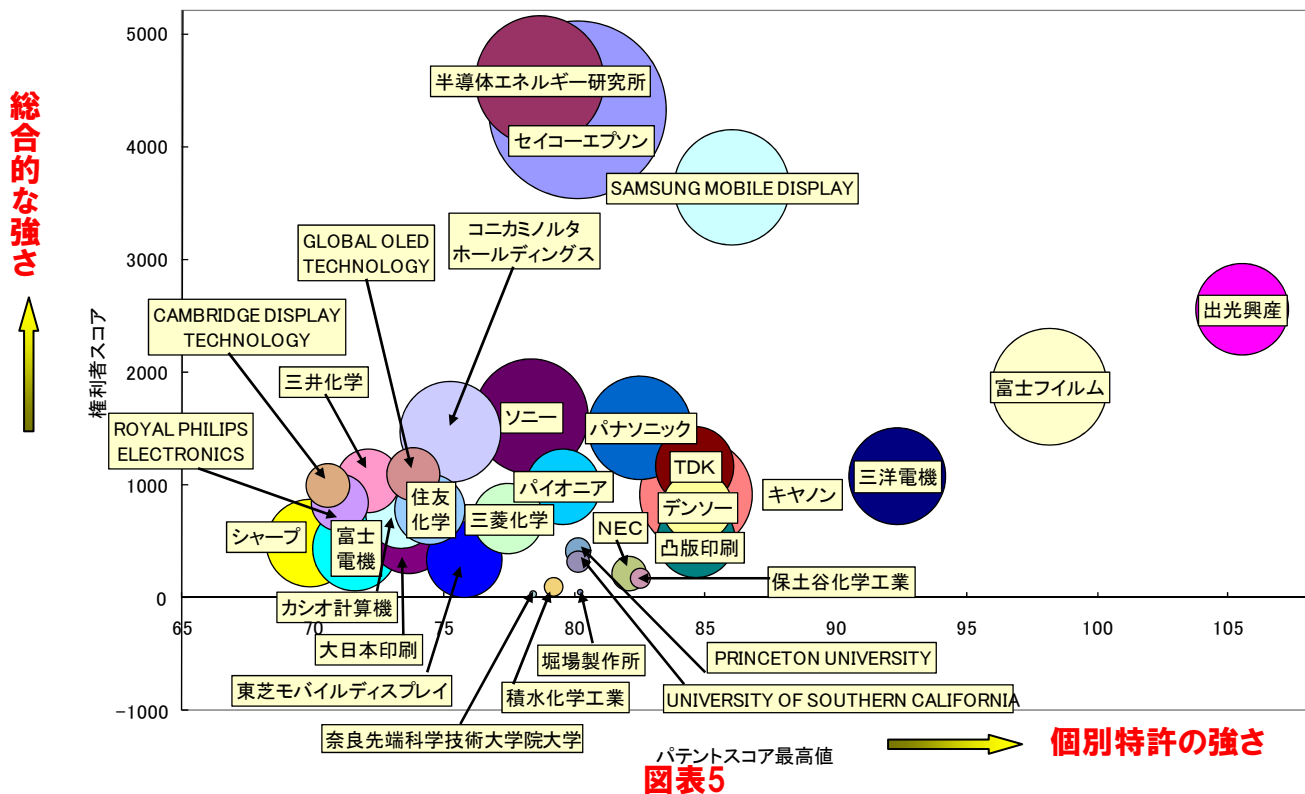 5000
4000
3000
2000
1000
0
-1000
65
70
75
80
85
90
95
100
105
総合的な強さ
権利者スコア
半導体エネルギー研究所
セイコーエプソン
SAMSUNG MOBILE DISPLAY
コニカミノルタ
ホールディングス
GLOBAL OLED
TECHNOLOGY
CAMBRIDGE DISPLAY
TECHNOLOGY
三井化学
ROYAL PHILIPS
ELECTRONICS
出光興産
富士フイルム
ソニー
パナソニック
TDK
三洋電機
キヤノン
デンソー
パイオニア
住友
化学
三菱化学
NEC
凸版印刷
シャープ
富士
電機
保土谷化学工業
カシオ計算機
大日本印刷
東芝モバイルディスプレイ
堀場製作所
PRINCETON UNIVERSITY
積水化学工業
UNIVERSITY OF SOUTHERN CALIFORNIA
奈良先端科学技術大学院大学
パテントスコア最高値
個別特許の強さ
図表5